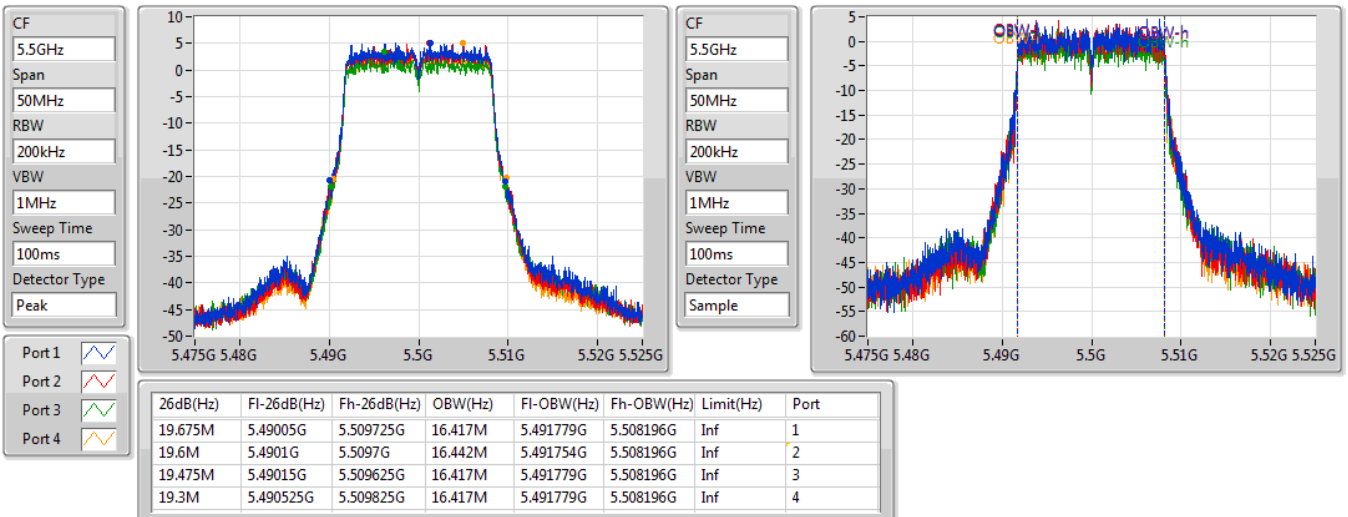 CF
5.5GHz
Span
50MHz
RBW
200kHz
VBW
1MHz
Sweep Time
100ms
Detector Type
Peak
10
5
0
-5
-10
-15
-20
-25
-30
-35
-40
-45
-50
5.475G 5.48G 5.49G 5.5G 5.51G 5.52G 5.525G
CF
5.5GHz
Span
50MHz
RBW
200kHz
VBW
1MHz
Sweep Time
100ms
Detector Type
Sample
5
0
-5
-10
-15
-20
-25
-30
-35
-40
-45
-50
-55
-60
OBW-l OBW-h
5.475G 5.48G 5.49G 5.5G 5.51G 5.52G 5.525G
Port 1
Port 2
Port 3
Port 4
26dB(Hz) Fl-26dB(Hz) Fh-26dB(Hz) OBW(Hz) Fl-OBW(Hz) Fh-OBW(Hz) Limit(Hz) Port
19.675M 5.49005G 5.509725G 16.417M 5.491779G 5.508196G Inf 1
19.6M 5.4901G 5.5097G 16.442M 5.491754G 5.508196G Inf 2
19.475M 5.49015G 5.509625G 16.417M 5.491779G 5.508196G Inf 3
19.3M 5.490525G 5.509825G 16.417M 5.491779G 5.508196G Inf 4